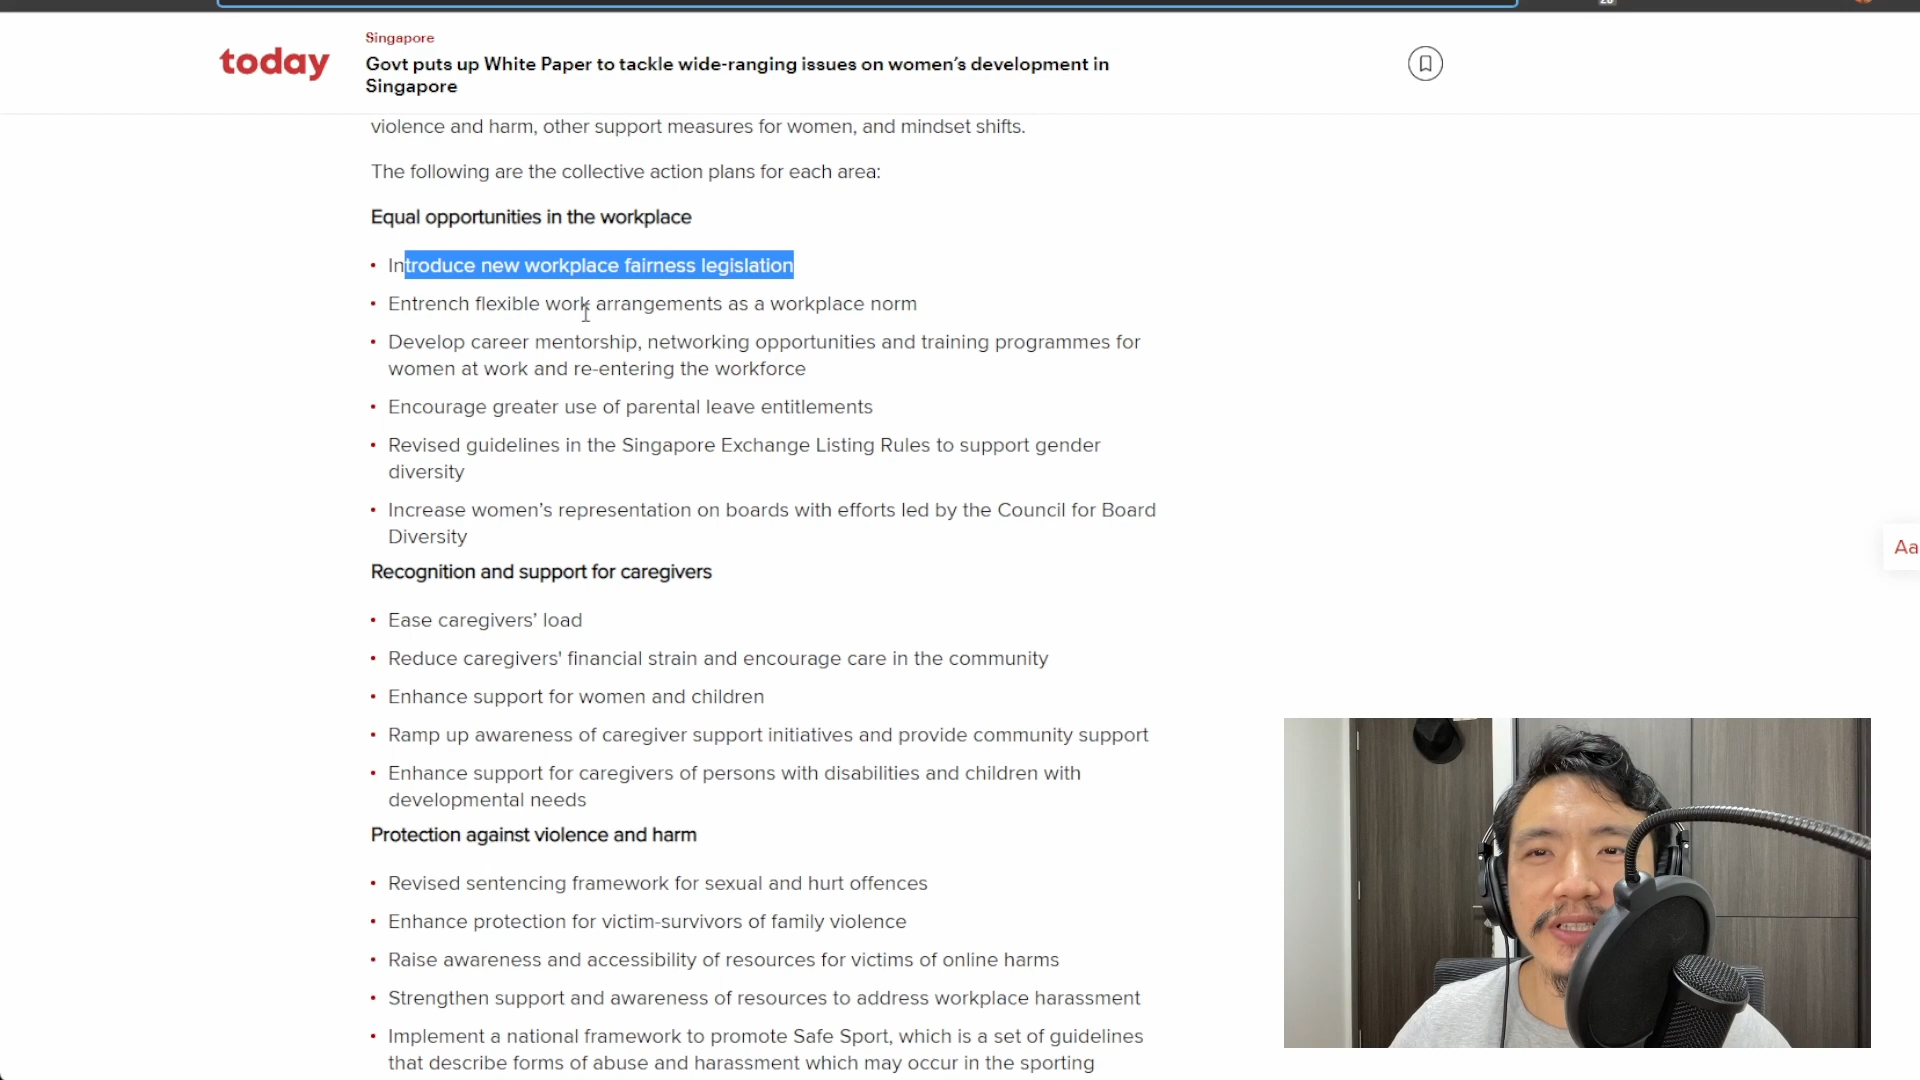 today
Singapore
Govt puts up White Paper to tackle wide-ranging issues on women’s development in
Singapore
violence and harm, other support measures for women, and mindset shifts.
The following are the collective action plans for each area:
Equal opportunities in the workplace
• Introduce new workplace fairness legislation
• Entrench flexible work arrangements as a workplace norm
• Develop career mentorship, networking opportunities and training programmes for
women at work and re-entering the workforce
• Encourage greater use of parental leave entitlements
• Revised guidelines in the Singapore Exchange Listing Rules to support gender
diversity
• Increase women’s representation on boards with efforts led by the Council for Board
Diversity
Recognition and support for caregivers
• Ease caregivers’ load
• Reduce caregivers' financial strain and encourage care in the community
• Enhance support for women and children
• Ramp up awareness of caregiver support initiatives and provide community support
• Enhance support for caregivers of persons with disabilities and children with
developmental needs
Protection against violence and harm
• Revised sentencing framework for sexual and hurt offences
• Enhance protection for victim-survivors of family violence
• Raise awareness and accessibility of resources for victims of online harms
• Strengthen support and awareness of resources to address workplace harassment
• Implement a national framework to promote Safe Sport, which is a set of guidelines
that describe forms of abuse and harassment which may occur in the sporting
Aa